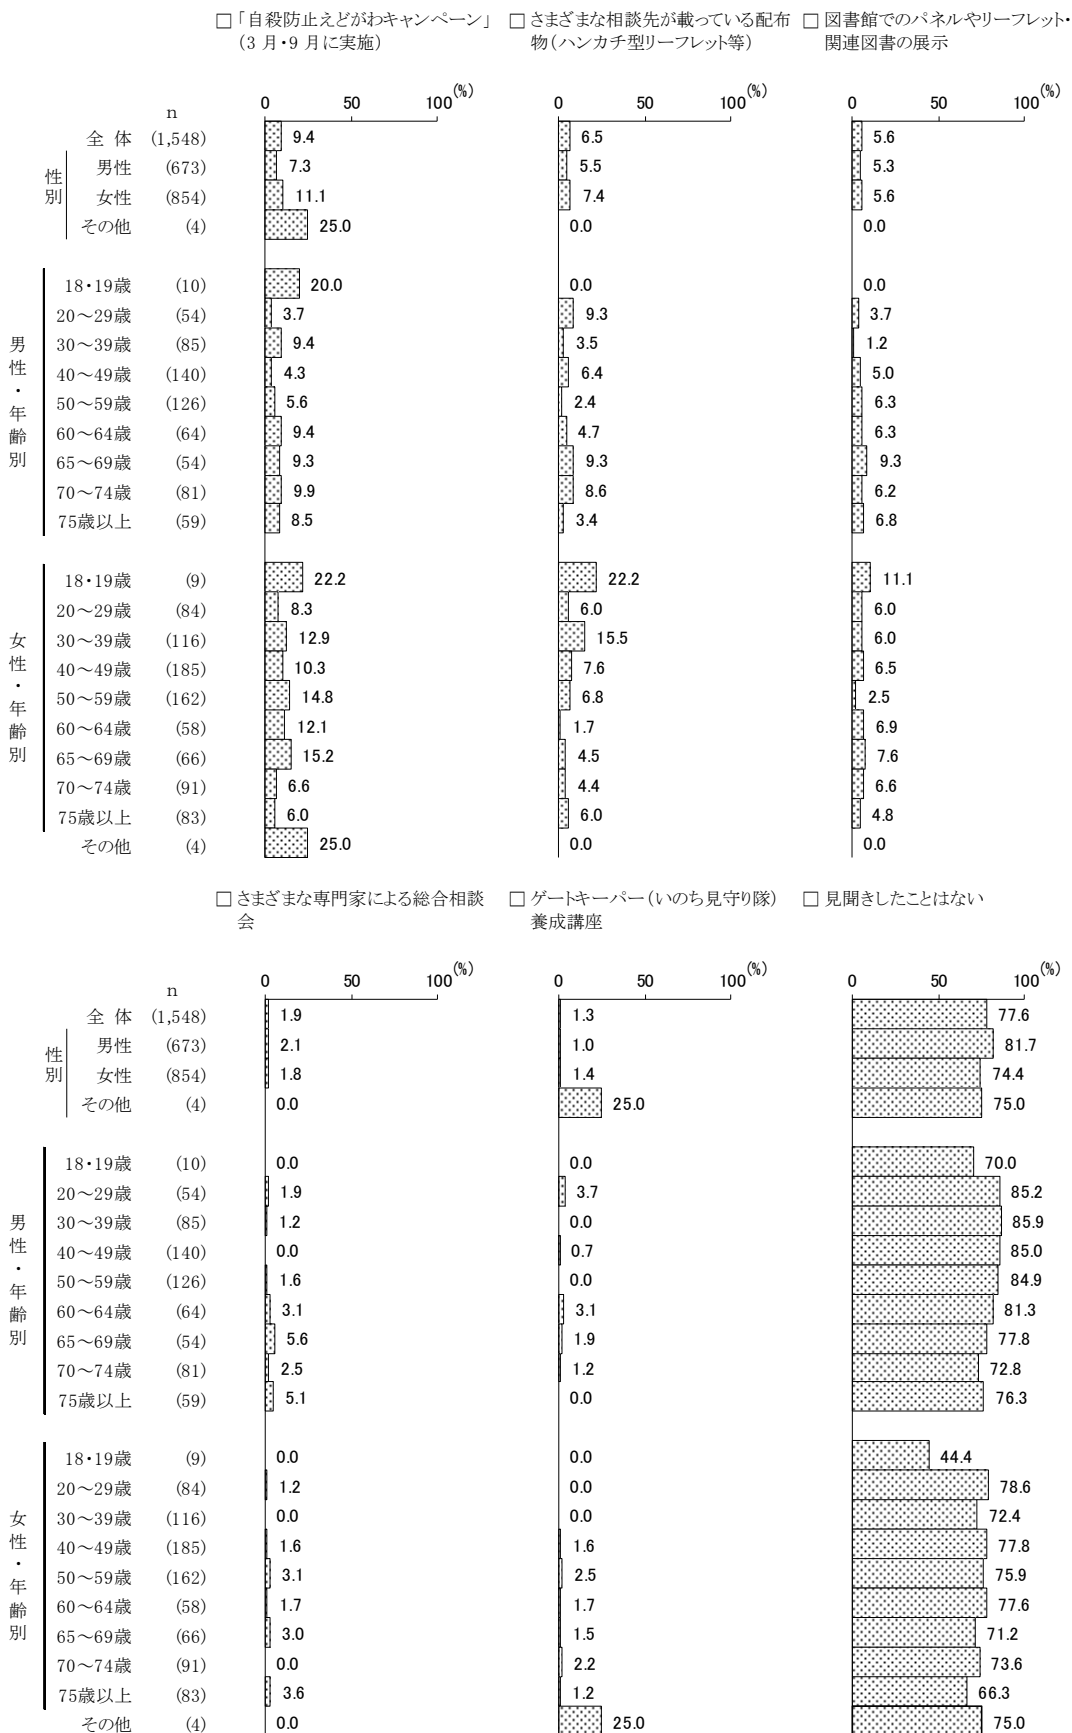 □「自殺防止えどがわキャンペーン」
(3 月・9 月に実施)
□ さまざまな相談先が載っている配布
物(ハンカチ型リーフレット等)
□ 図書館でのパネルやリーフレット・
関連図書の展示
n 0 50 100 (%) 0 50 100 (%) 0 50 100 (%)
全 体 (1,548) 9.4 6.5 5.6
性別
男性 (673) 7.3 5.5 5.3
女性 (854) 11.1 7.4 5.6
その他 (4) 25.0 0.0 0.0
男性・年齢別
18・19歳 (10) 20.0 0.0 0.0
20～29歳 (54) 3.7 9.3 3.7
30～39歳 (85) 9.4 3.5 1.2
40～49歳 (140) 4.3 6.4 5.0
50～59歳 (126) 5.6 2.4 6.3
60～64歳 (64) 9.4 4.7 6.3
65～69歳 (54) 9.3 9.3 9.3
70～74歳 (81) 9.9 8.6 6.2
75歳以上 (59) 8.5 3.4 6.8
女性・年齢別
18・19歳 (9) 22.2 22.2 11.1
20～29歳 (84) 8.3 6.0 6.0
30～39歳 (116) 12.9 15.5 6.0
40～49歳 (185) 10.3 7.6 6.5
50～59歳 (162) 14.8 6.8 2.5
60～64歳 (58) 12.1 1.7 6.9
65～69歳 (66) 15.2 4.5 7.6
70～74歳 (91) 6.6 4.4 6.6
75歳以上 (83) 6.0 6.0 4.8
その他 (4) 25.0 0.0 0.0
□ さまざまな専門家による総合相談
会
□ ゲートキーパー(いのち見守り隊)
養成講座
□ 見聞きしたことはない
n 0 50 100 (%) 0 50 100 (%) 0 50 100 (%)
全 体 (1,548) 1.9 1.3 77.6
性別
男性 (673) 2.1 1.0 81.7
女性 (854) 1.8 1.4 74.4
その他 (4) 0.0 25.0 75.0
男性・年齢別
18・19歳 (10) 0.0 0.0 70.0
20～29歳 (54) 1.9 3.7 85.2
30～39歳 (85) 1.2 0.0 85.9
40～49歳 (140) 0.0 0.7 85.0
50～59歳 (126) 1.6 0.0 84.9
60～64歳 (64) 3.1 3.1 81.3
65～69歳 (54) 5.6 1.9 77.8
70～74歳 (81) 2.5 1.2 72.8
75歳以上 (59) 5.1 0.0 76.3
女性・年齢別
18・19歳 (9) 0.0 0.0 44.4
20～29歳 (84) 1.2 0.0 78.6
30～39歳 (116) 0.0 0.0 72.4
40～49歳 (185) 1.6 1.6 77.8
50～59歳 (162) 3.1 2.5 75.9
60～64歳 (58) 1.7 1.7 77.6
65～69歳 (66) 3.0 1.5 71.2
70～74歳 (91) 0.0 2.2 73.6
75歳以上 (83) 3.6 1.2 66.3
その他 (4) 0.0 25.0 75.0